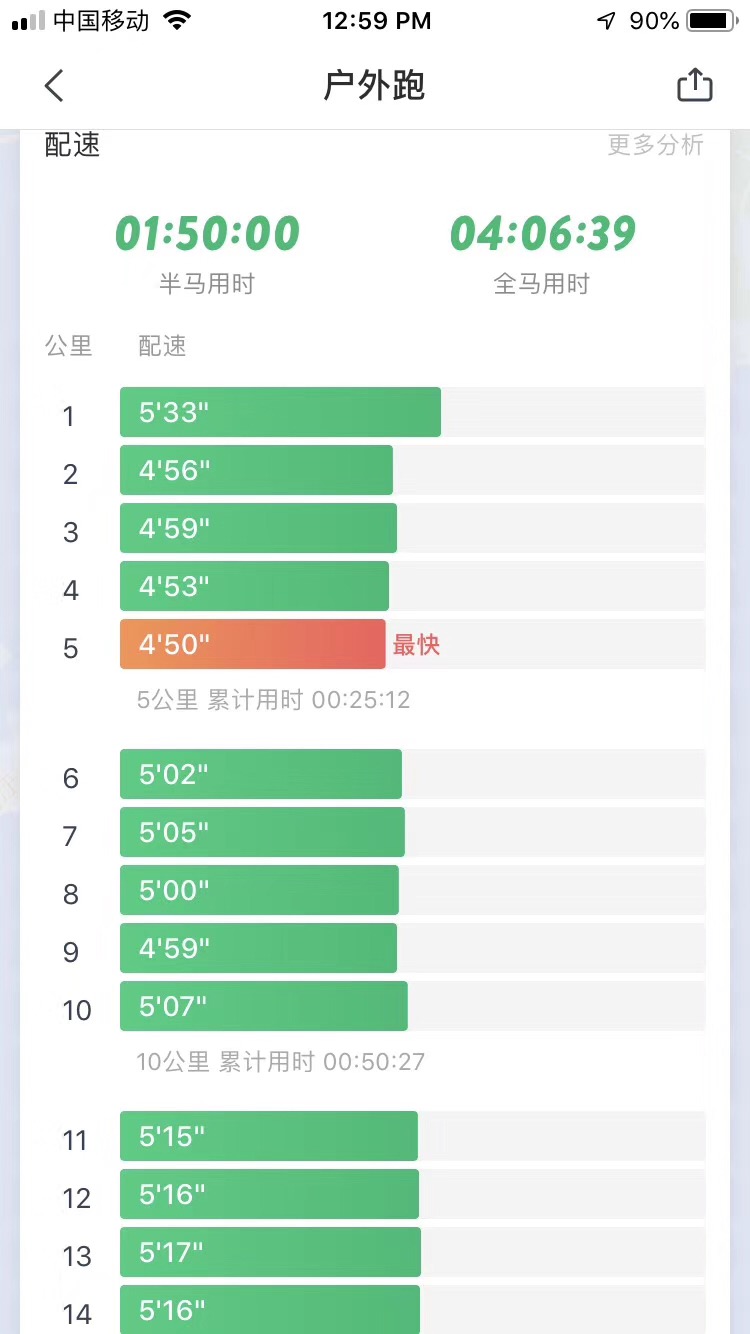 中国移动 12:59 PM 90%
户外跑
配速 更多分析
01:50:00 04:06:39
半马用时 全马用时
公里 配速
1 5'33"
2 4'56"
3 4'59"
4 4'53"
5 4'50" 最快
5公里 累计用时 00:25:12
6 5'02"
7 5'05"
8 5'00"
9 4'59"
10 5'07"
10公里 累计用时 00:50:27
11 5'15"
12 5'16"
13 5'17"
14 5'16"